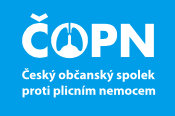 ČOPN
Český občanský spolek
proti plicním nemocem